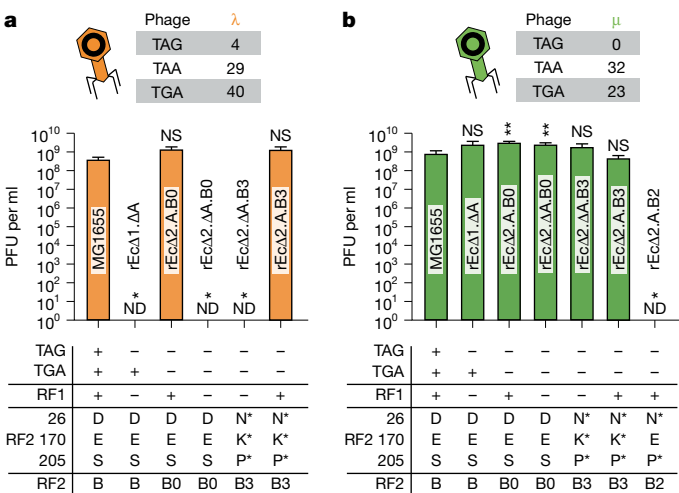 a
Phage λ
TAG 4
TAA 29
TGA 40
PFU per ml
10^10
10^9
10^8
10^7
10^6
10^5
10^4
10^3
10^2
10^1
10^0
NS NS
MG1655 rEcΔ1.ΔA rEcΔ2.A.B0 rEcΔ2.ΔA.B0 rEcΔ2.ΔA.B3 rEcΔ2.A.B3
* * *
ND ND ND
TAG + – – – – –
TGA + + – – – –
RF1 + – + – – +
26 D D D D N* N*
RF2 170 E E E E K* K*
205 S S S S P* P*
RF2 B B B0 B0 B3 B3
b
Phage μ
TAG 0
TAA 32
TGA 23
PFU per ml
10^10
10^9
10^8
10^7
10^6
10^5
10^4
10^3
10^2
10^1
10^0
NS ** ** NS NS
MG1655 rEcΔ1.ΔA rEcΔ2.A.B0 rEcΔ2.ΔA.B0 rEcΔ2.ΔA.B3 rEcΔ2.A.B3 rEcΔ2.A.B2
*
ND
TAG + – – – – – –
TGA + + – – – – –
RF1 + – + – – + +
26 D D D D N* N* N*
RF2 170 E E E E K* K* E
205 S S S S P* P* P*
RF2 B B B0 B0 B3 B3 B2